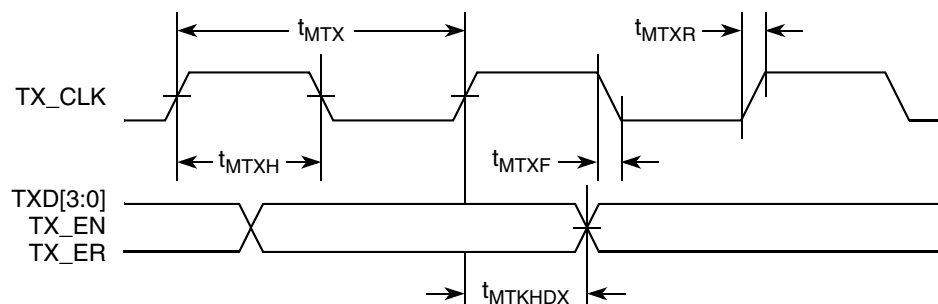 tMTX
tMTXR
TX_CLK
tMTXH
tMTXF
TXD[3:0]
TX_EN
TX_ER
tMTKHDX